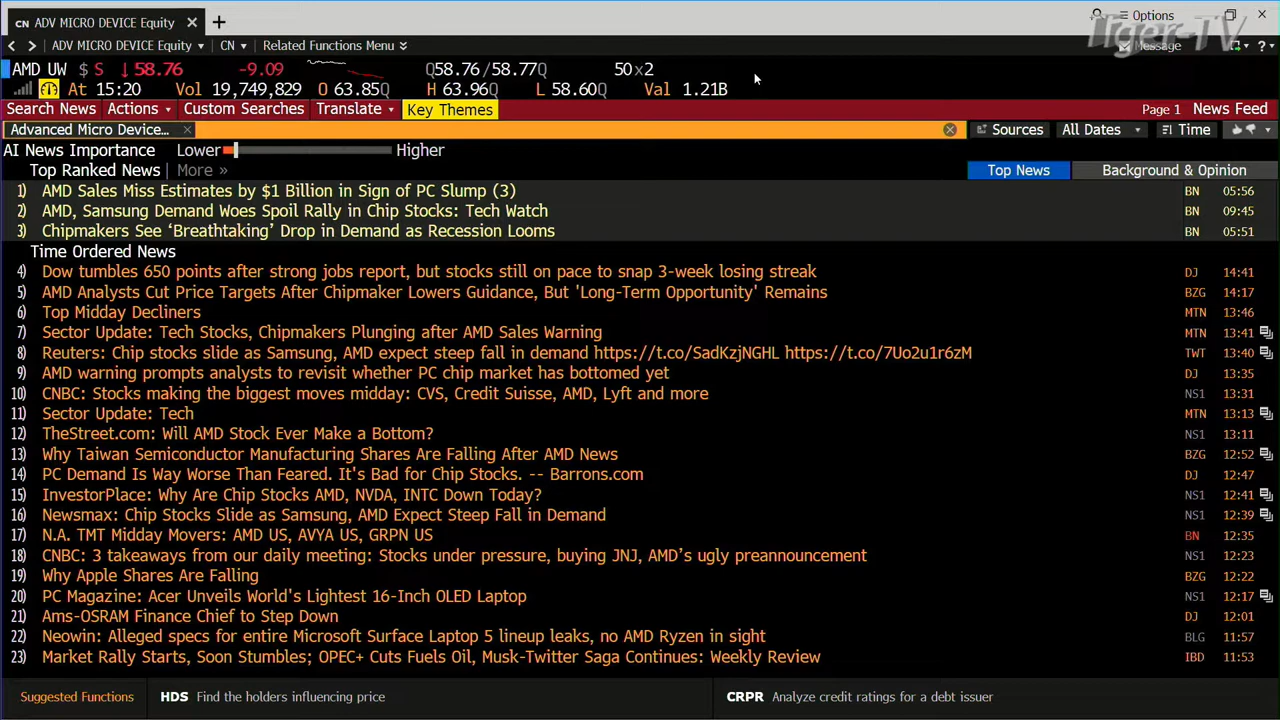 CN ADV MICRO DEVICE Equity ✕ +
Options
< > ADV MICRO DEVICE Equity ▾ CN ▾ Related Functions Menu
Message
Tiger-TV
AMD UW $ S ↓58.76 -9.09 Q58.76/58.77Q 50x2
At 15:20 Vol 19,749,829 O 63.85Q H 63.96Q L 58.60Q Val 1.21B
Search News Actions Custom Searches Translate Key Themes Page 1 News Feed
Advanced Micro Device... Sources All Dates Time
AI News Importance Lower Higher
Top Ranked News More » Top News Background & Opinion
1) AMD Sales Miss Estimates by $1 Billion in Sign of PC Slump (3) BN 05:56
2) AMD, Samsung Demand Woes Spoil Rally in Chip Stocks: Tech Watch BN 09:45
3) Chipmakers See ‘Breathtaking’ Drop in Demand as Recession Looms BN 05:51
Time Ordered News
4) Dow tumbles 650 points after strong jobs report, but stocks still on pace to snap 3-week losing streak DJ 14:41
5) AMD Analysts Cut Price Targets After Chipmaker Lowers Guidance, But 'Long-Term Opportunity' Remains BZG 14:17
6) Top Midday Decliners MTN 13:46
7) Sector Update: Tech Stocks, Chipmakers Plunging after AMD Sales Warning MTN 13:41
8) Reuters: Chip stocks slide as Samsung, AMD expect steep fall in demand https://t.co/SadKzjNGHL https://t.co/7Uo2u1r6zM TWT 13:40
9) AMD warning prompts analysts to revisit whether PC chip market has bottomed yet DJ 13:35
10) CNBC: Stocks making the biggest moves midday: CVS, Credit Suisse, AMD, Lyft and more NS1 13:31
11) Sector Update: Tech MTN 13:13
12) TheStreet.com: Will AMD Stock Ever Make a Bottom? NS1 13:11
13) Why Taiwan Semiconductor Manufacturing Shares Are Falling After AMD News BZG 12:52
14) PC Demand Is Way Worse Than Feared. It's Bad for Chip Stocks. -- Barrons.com DJ 12:47
15) InvestorPlace: Why Are Chip Stocks AMD, NVDA, INTC Down Today? NS1 12:41
16) Newsmax: Chip Stocks Slide as Samsung, AMD Expect Steep Fall in Demand NS1 12:39
17) N.A. TMT Midday Movers: AMD US, AVYA US, GRPN US BN 12:35
18) CNBC: 3 takeaways from our daily meeting: Stocks under pressure, buying JNJ, AMD’s ugly preannouncement NS1 12:23
19) Why Apple Shares Are Falling BZG 12:22
20) PC Magazine: Acer Unveils World's Lightest 16-Inch OLED Laptop NS1 12:17
21) Ams-OSRAM Finance Chief to Step Down DJ 12:01
22) Neowin: Alleged specs for entire Microsoft Surface Laptop 5 lineup leaks, no AMD Ryzen in sight BLG 11:57
23) Market Rally Starts, Soon Stumbles; OPEC+ Cuts Fuels Oil, Musk-Twitter Saga Continues: Weekly Review IBD 11:53
Suggested Functions HDS Find the holders influencing price CRPR Analyze credit ratings for a debt issuer